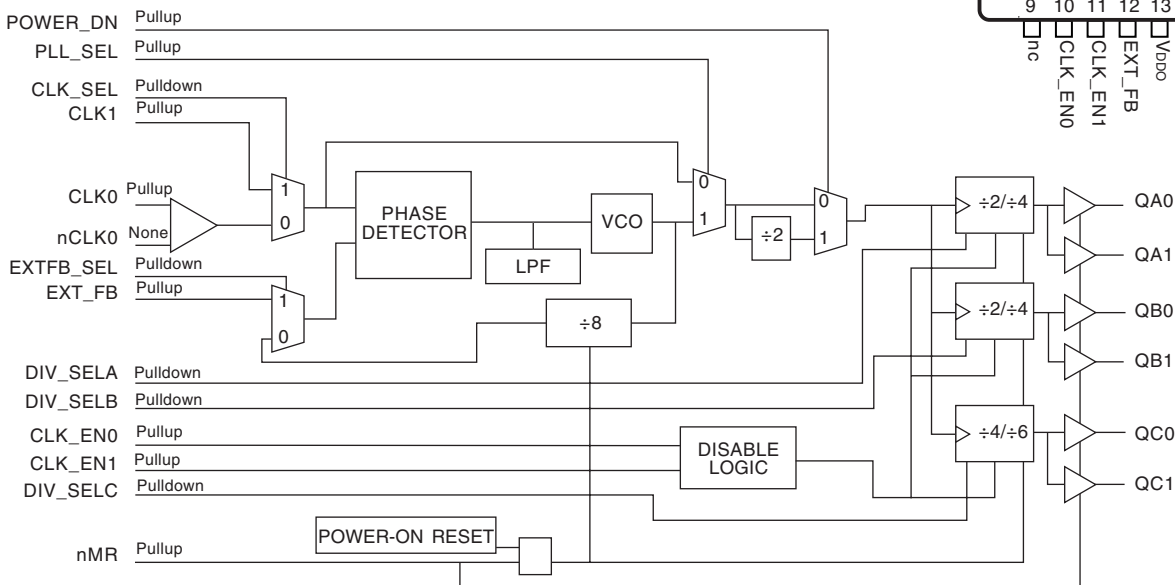 POWER_DN Pullup
PLL_SEL Pullup
CLK_SEL Pulldown
CLK1 Pullup
CLK0 Pullup
nCLK0 None
EXTFB_SEL Pulldown
EXT_FB Pullup
DIV_SELA Pulldown
DIV_SELB Pulldown
CLK_EN0 Pullup
CLK_EN1 Pullup
DIV_SELC Pulldown
nMR Pullup
1
0
1
0
PHASE
DETECTOR
LPF
VCO
÷8
0
1
÷2
0
1
DISABLE
LOGIC
POWER-ON RESET
÷2/÷4
÷2/÷4
÷4/÷6
QA0
QA1
QB0
QB1
QC0
QC1
9 10 11 12 13
nc
CLK_EN0
CLK_EN1
EXT_FB
VDDO